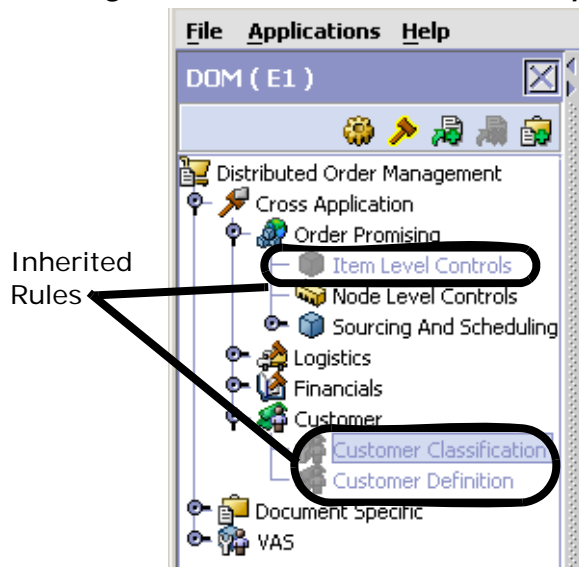 File Applications Help
DOM ( E1 )
Distributed Order Management
Cross Application
Order Promising
Inherited
Rules
Item Level Controls
Node Level Controls
Sourcing And Scheduling
Logistics
Financials
Customer
Customer Classification
Customer Definition
Document Specific
VAS